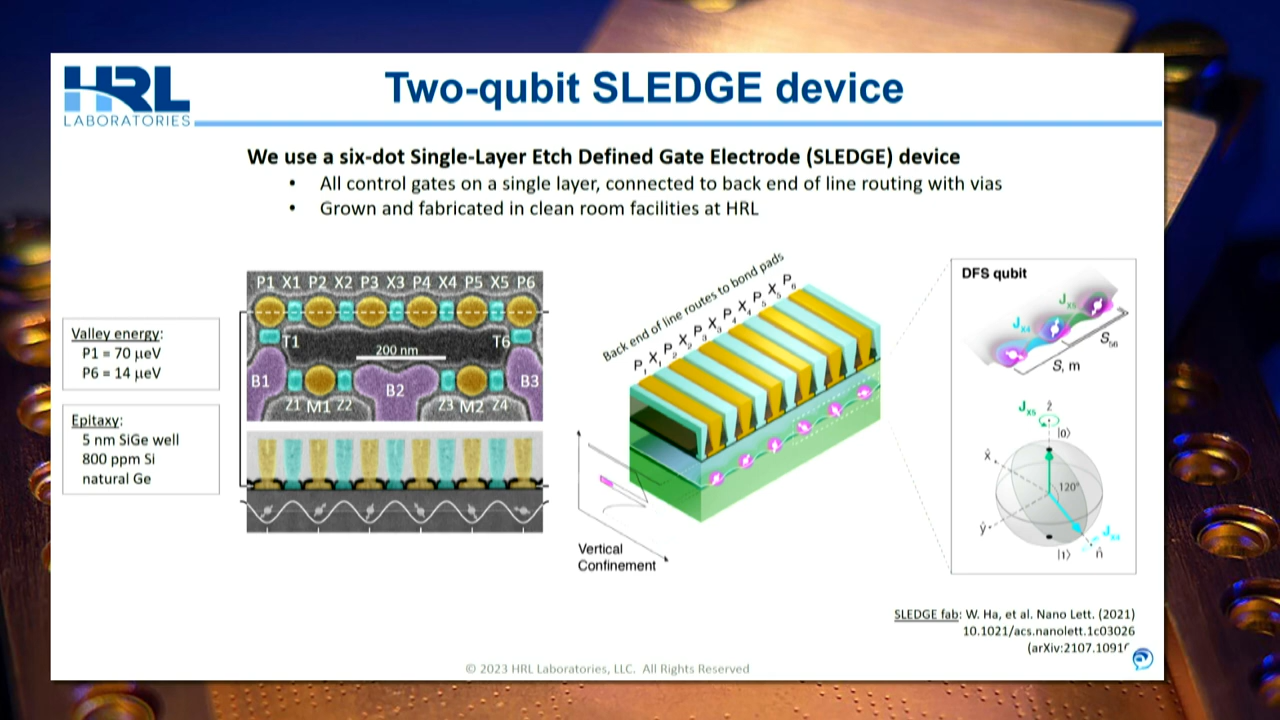 HRL
LABORATORIES
Two-qubit SLEDGE device
We use a six-dot Single-Layer Etch Defined Gate Electrode (SLEDGE) device
• All control gates on a single layer, connected to back end of line routing with vias
• Grown and fabricated in clean room facilities at HRL
Valley energy:
P1 = 70 μeV
P6 = 14 μeV
Epitaxy:
5 nm SiGe well
800 ppm Si
natural Ge
P1 X1 P2 X2 P3 X3 P4 X4 P5 X5 P6
T1 T6
200 nm
B1 B2 B3
Z1 M1 Z2 Z3 M2 Z4
Back end of line routes to bond pads
P1 X1 P2 X2 P3 X3 P4 X4 P5 X5 P6
Vertical
Confinement
DFS qubit
Jx5
Jx4
S56
S, m
Jx5 ẑ
|0⟩
x̂
120°
ŷ
Jx4
|1⟩ n̂
SLEDGE fab: W. Ha, et al. Nano Lett. (2021)
10.1021/acs.nanolett.1c03026
(arXiv:2107.1091
© 2023 HRL Laboratories, LLC. All Rights Reserved